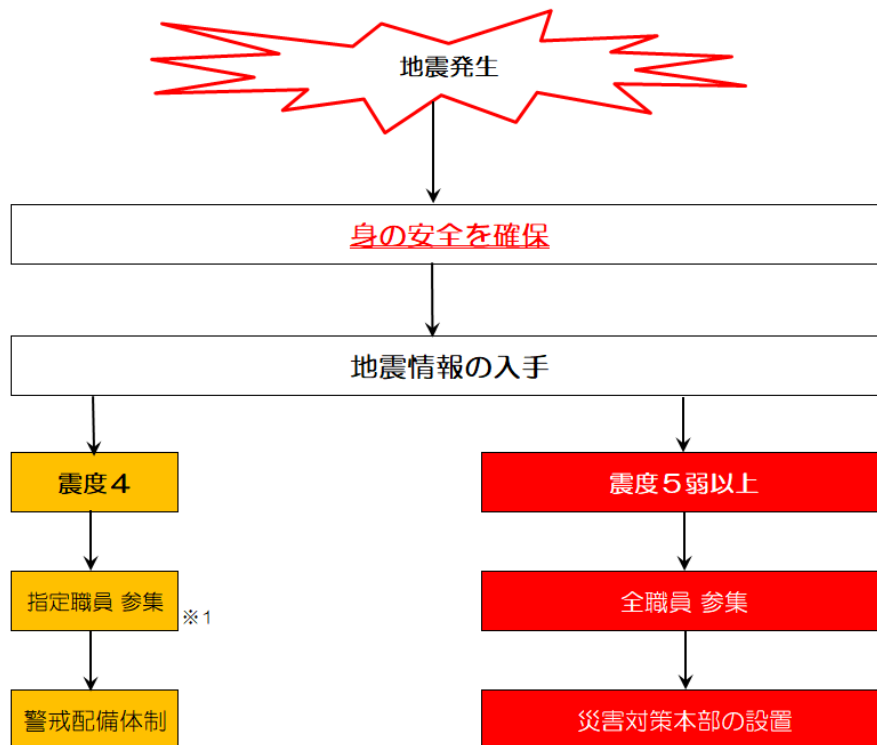 地震発生
身の安全を確保
地震情報の入手
震度４
震度５弱以上
指定職員 参集
※１
全職員 参集
警戒配備体制
災害対策本部の設置